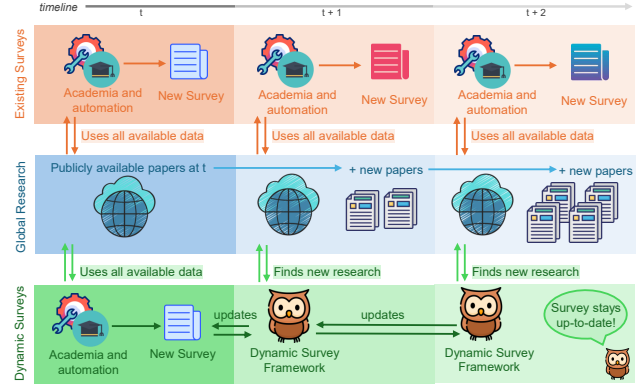 timeline
t
t + 1
t + 2
Existing Surveys
Academia and
automation
New Survey
Academia and
automation
New Survey
Academia and
automation
New Survey
Uses all available data
Uses all available data
Uses all available data
Global Research
Publicly available papers at t
+ new papers
+ new papers
Uses all available data
Finds new research
Finds new research
Dynamic Surveys
Academia and
automation
New Survey
updates
Dynamic Survey
Framework
updates
Dynamic Survey
Framework
Survey stays
up-to-date!